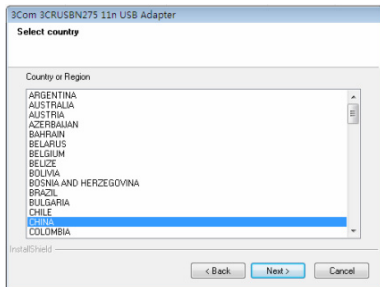 3Com 3CRUSBN275 11n USB Adapter
Select country
Country or Region
ARGENTINA
AUSTRALIA
AUSTRIA
AZERBAIJAN
BAHRAIN
BELARUS
BELGIUM
BELIZE
BOLIVIA
BOSNIA AND HERZEGOVINA
BRAZIL
BULGARIA
CHILE
CHINA
COLOMBIA
InstallShield
< Back
Next >
Cancel